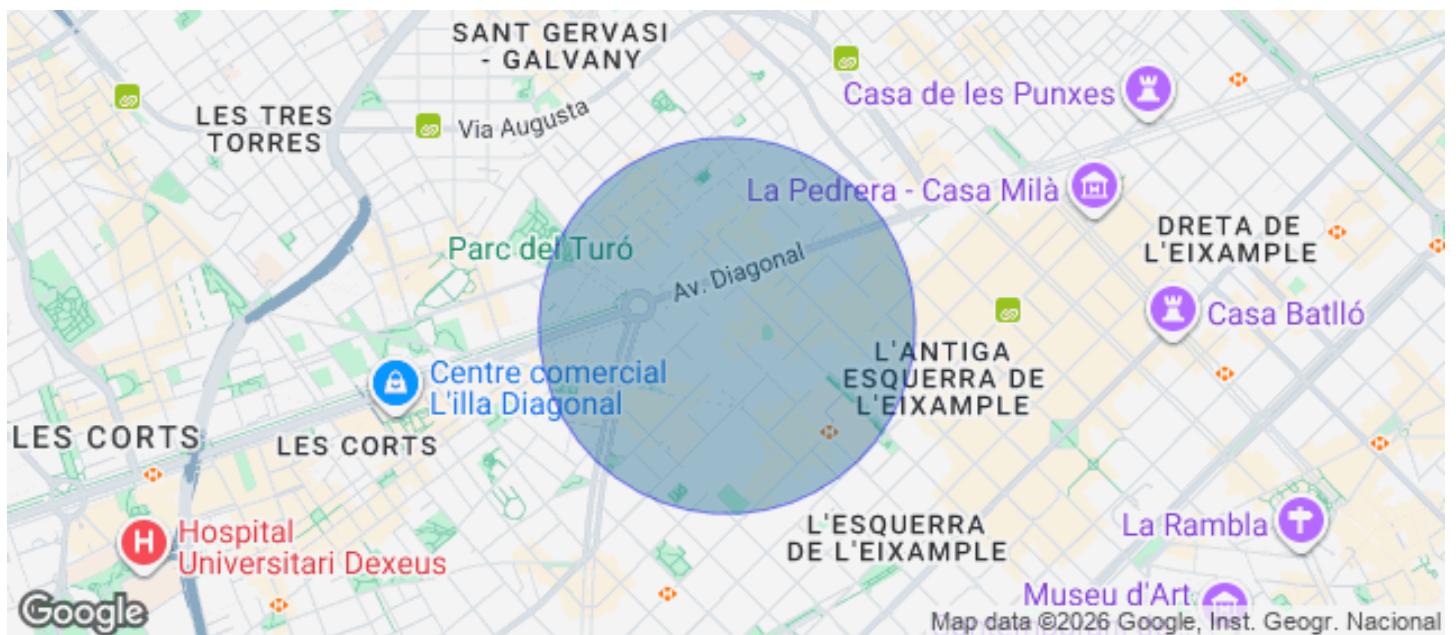 SANT GERVASI
- GALVANY
Casa de les Punxes
LES TRES
TORRES
Via Augusta
La Pedrera - Casa Milà
DRETA DE
L'EIXAMPLE
Parc del Turó
Av. Diagonal
Casa Batlló
L'ANTIGA
ESQUERRA DE
L'EIXAMPLE
Centre comercial
L'illa Diagonal
LES CORTS
LES CORTS
H
Hospital
Universitari Dexeus
L'ESQUERRA
DE L'EIXAMPLE
La Rambla
Museu d'Art
Google
Map data ©2026 Google, Inst. Geogr. Nacional